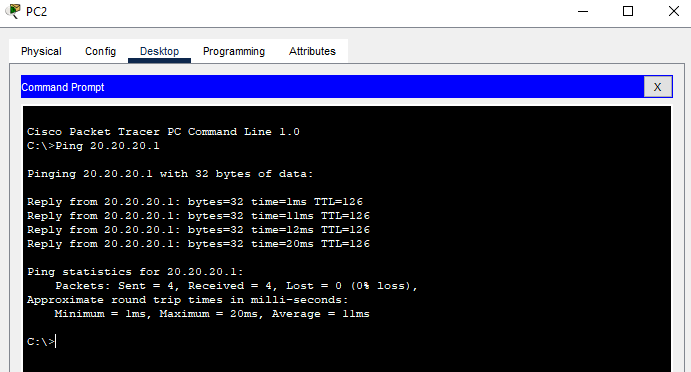 PC2
Physical Config Desktop Programming Attributes
Command Prompt X
Cisco Packet Tracer PC Command Line 1.0
C:\>Ping 20.20.20.1
Pinging 20.20.20.1 with 32 bytes of data:
Reply from 20.20.20.1: bytes=32 time=1ms TTL=126
Reply from 20.20.20.1: bytes=32 time=11ms TTL=126
Reply from 20.20.20.1: bytes=32 time=12ms TTL=126
Reply from 20.20.20.1: bytes=32 time=20ms TTL=126
Ping statistics for 20.20.20.1:
Packets: Sent = 4, Received = 4, Lost = 0 (0% loss),
Approximate round trip times in milli-seconds:
Minimum = 1ms, Maximum = 20ms, Average = 11ms
C:\>